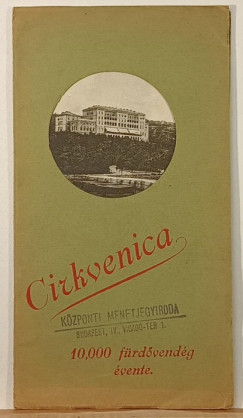 Cirkvenica
KÖZPONTI MENETJEGYIRODA
BUDAPEST, IV., VIGADÓ-TÉR 1.
10,000 fürdővendég
évente.